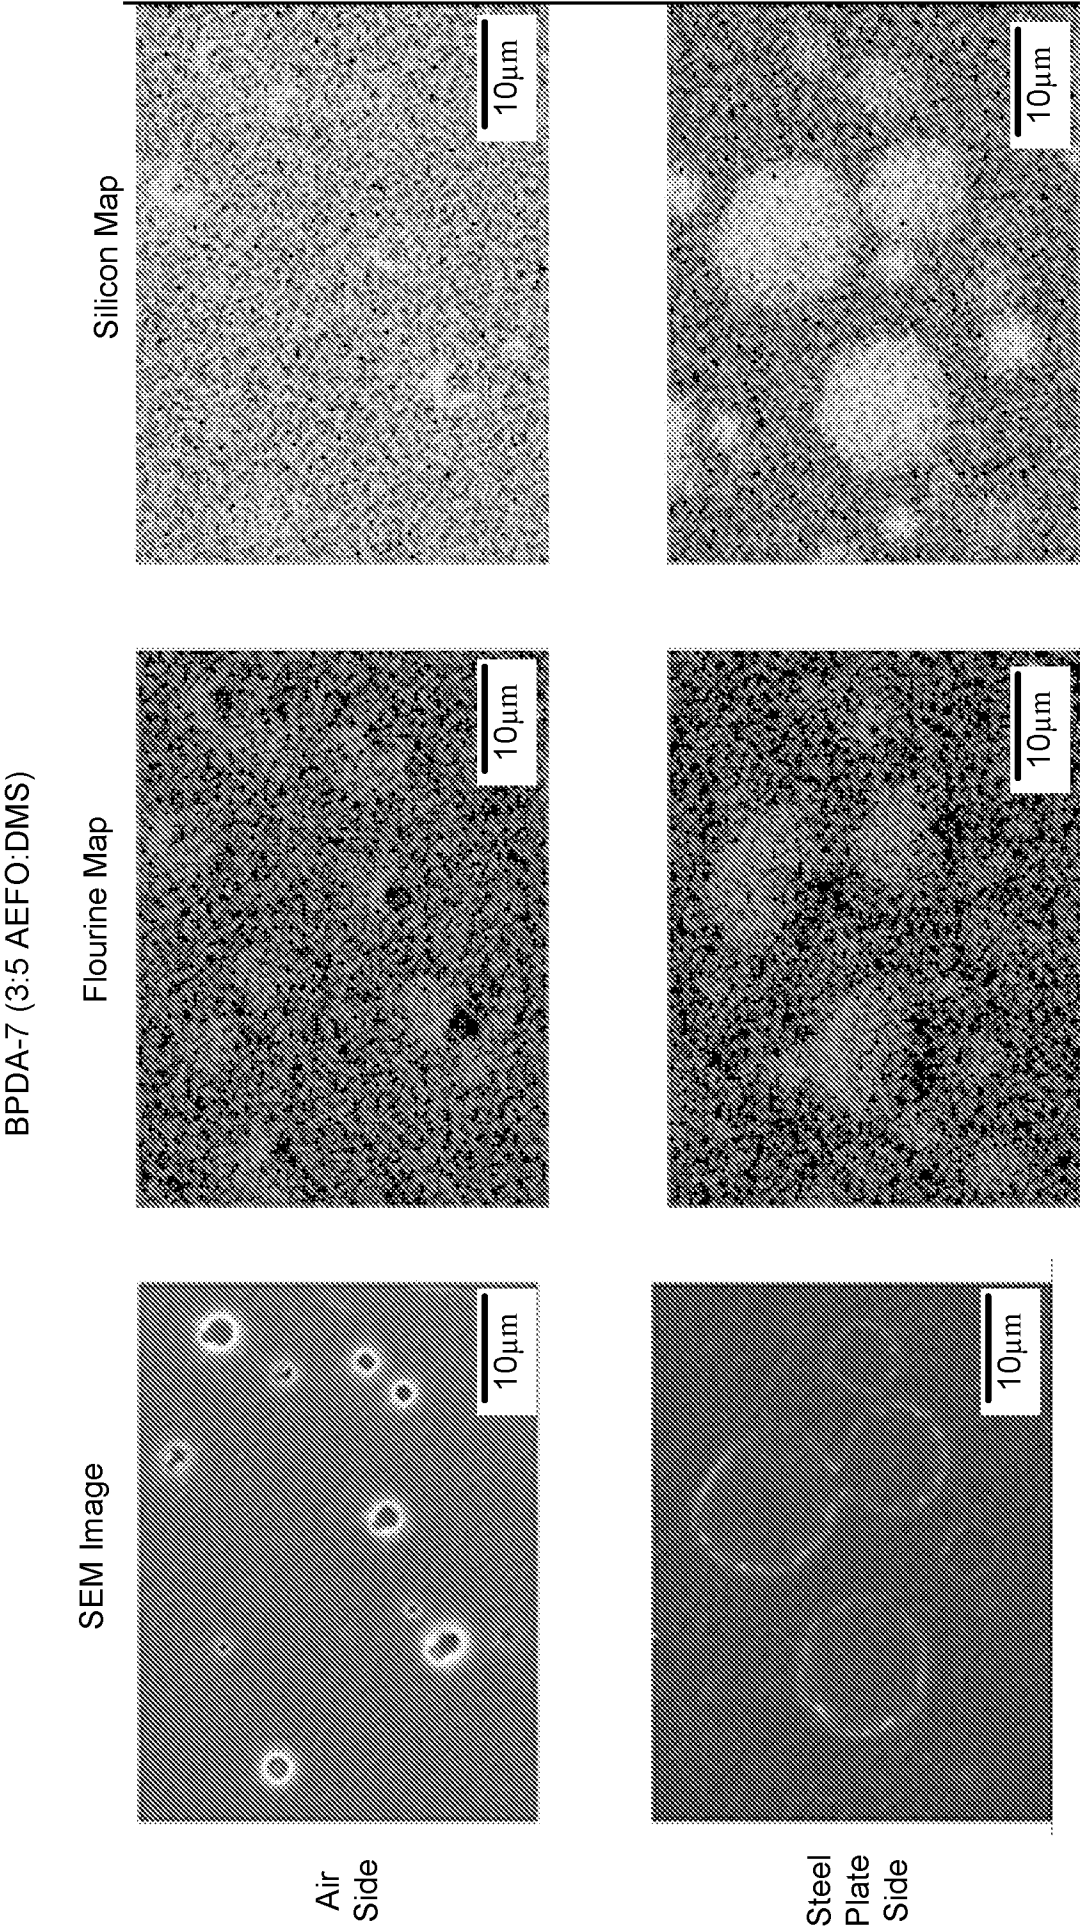 BPDA-7 (3:5 AEFO:DMS)
SEM Image
Flourine Map
Silicon Map
Air
Side
10µm
10µm
10µm
Steel
Plate
Side
10µm
10µm
10µm